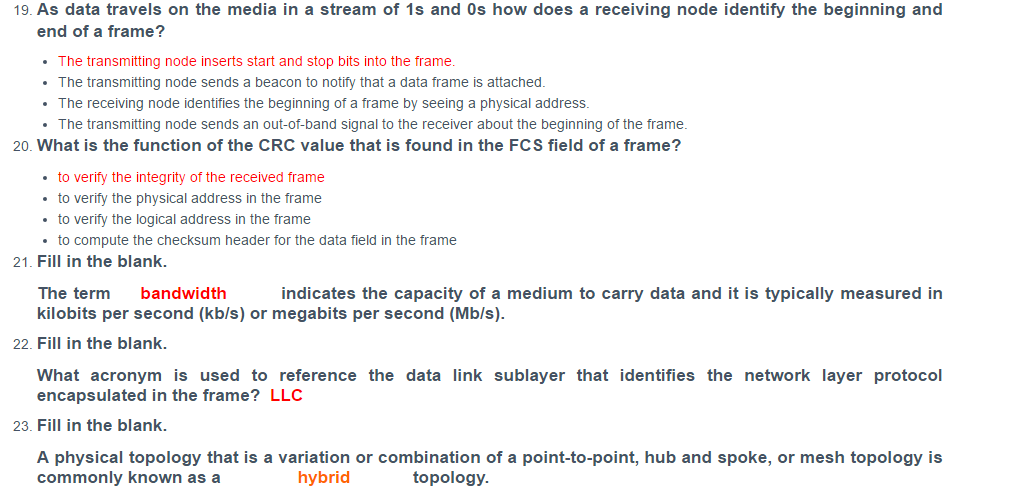 19. As data travels on the media in a stream of 1s and 0s how does a receiving node identify the beginning and
end of a frame?
• The transmitting node inserts start and stop bits into the frame.
• The transmitting node sends a beacon to notify that a data frame is attached.
• The receiving node identifies the beginning of a frame by seeing a physical address.
• The transmitting node sends an out-of-band signal to the receiver about the beginning of the frame.
20. What is the function of the CRC value that is found in the FCS field of a frame?
• to verify the integrity of the received frame
• to verify the physical address in the frame
• to verify the logical address in the frame
• to compute the checksum header for the data field in the frame
21. Fill in the blank.
The term bandwidth indicates the capacity of a medium to carry data and it is typically measured in
kilobits per second (kb/s) or megabits per second (Mb/s).
22. Fill in the blank.
What acronym is used to reference the data link sublayer that identifies the network layer protocol
encapsulated in the frame? LLC
23. Fill in the blank.
A physical topology that is a variation or combination of a point-to-point, hub and spoke, or mesh topology is
commonly known as a hybrid topology.